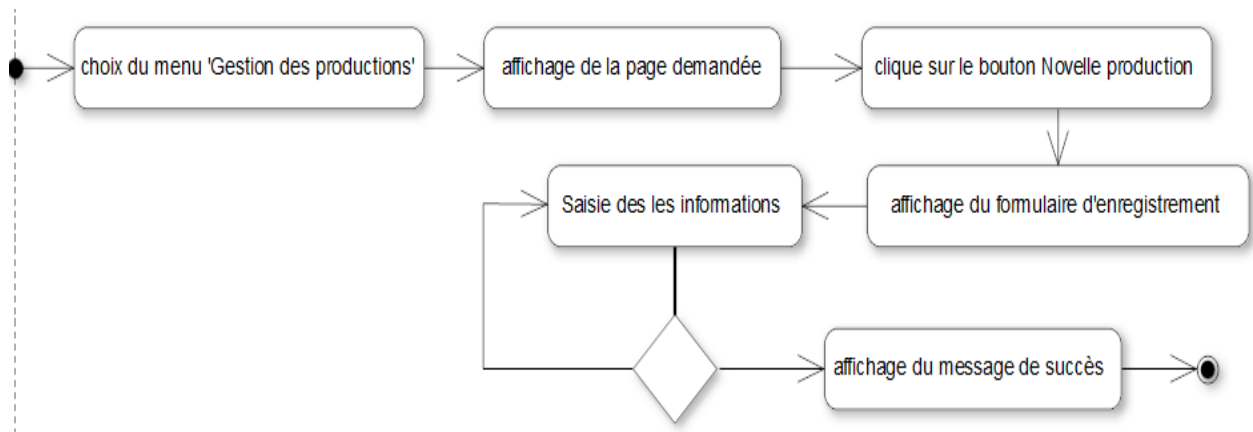 choix du menu 'Gestion des productions'
affichage de la page demandée
clique sur le bouton Novelle production
affichage du formulaire d'enregistrement
Saisie des les informations
affichage du message de succès